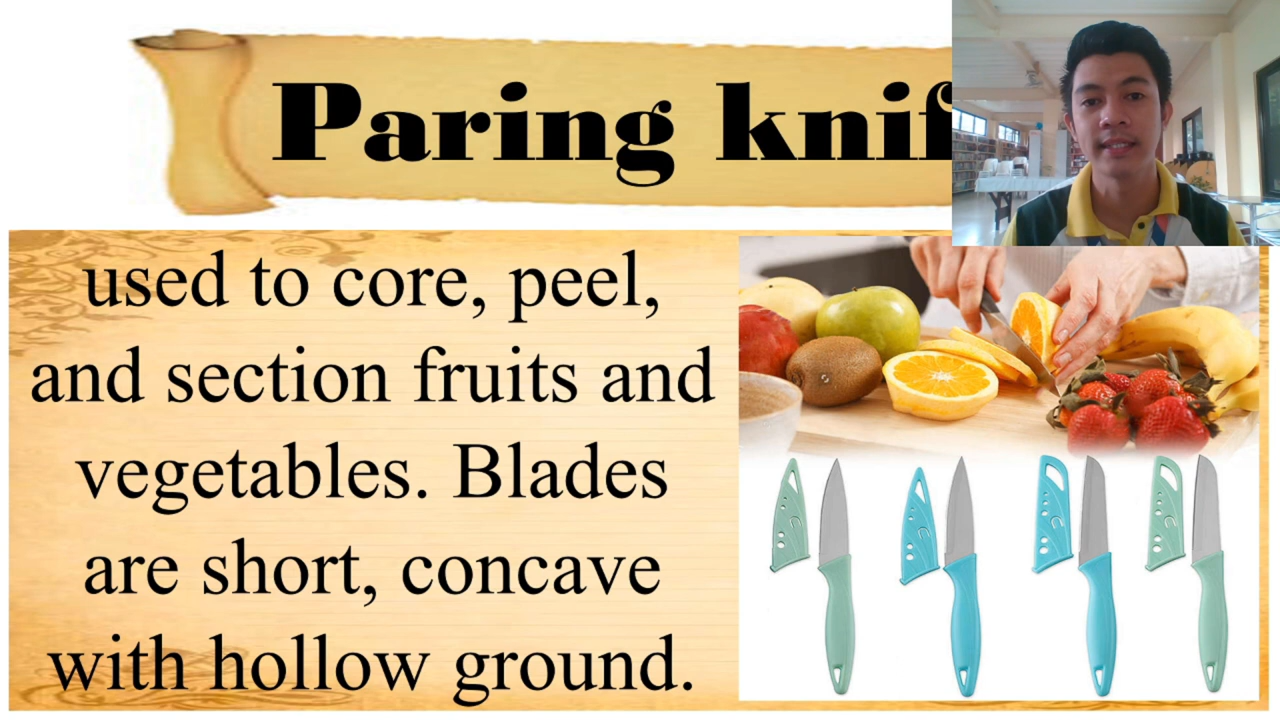 Paring knif
used to core, peel,
and section fruits and
vegetables. Blades
are short, concave
with hollow ground.